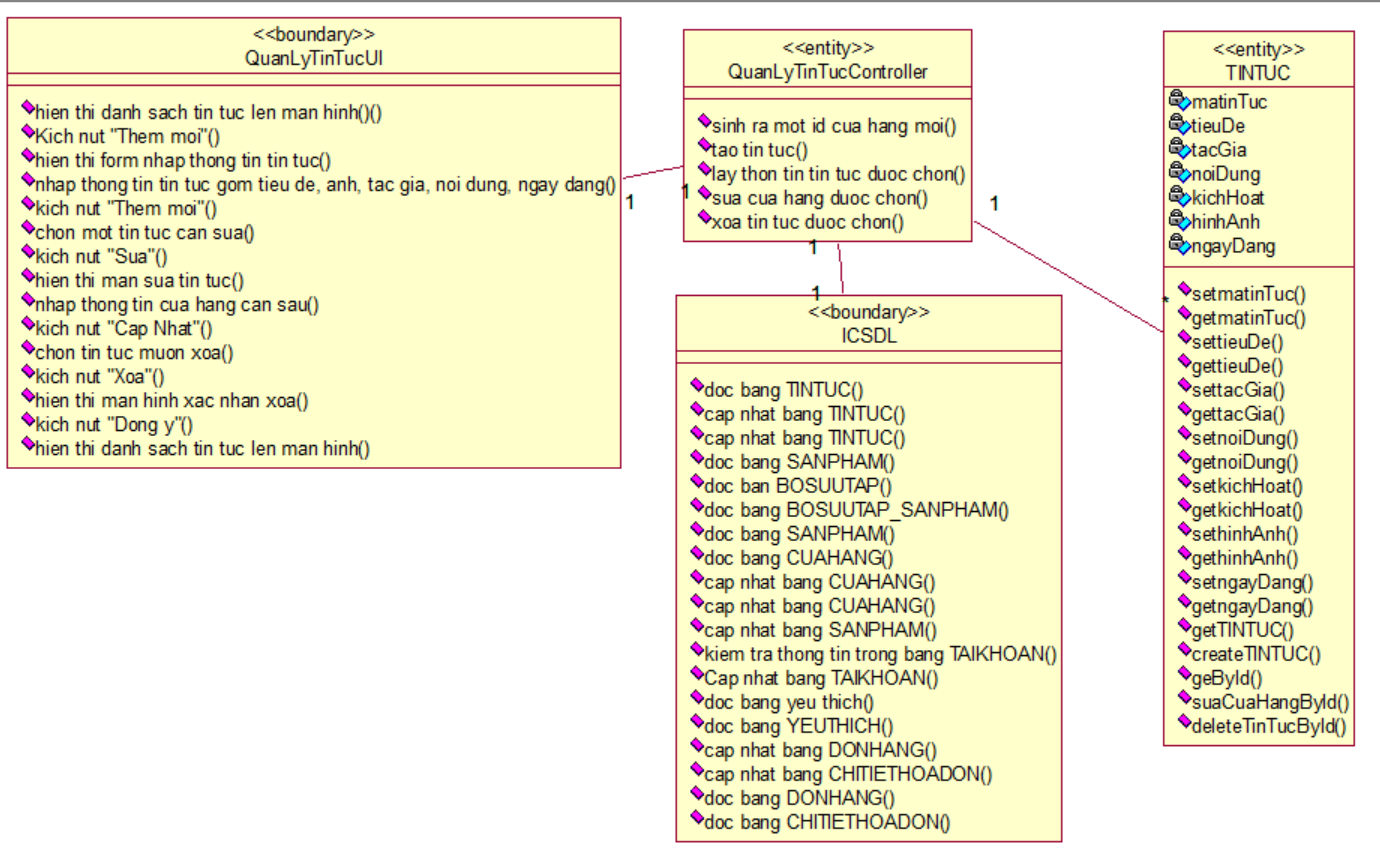 <<boundary>>
QuanLyTinTucUI
hien thi danh sach tin tuc len man hinh()()
Kich nut "Them moi"()
hien thi form nhap thong tin tin tuc()
nhap thong tin tin tuc gom tieu de, anh, tac gia, noi dung, ngay dang()
kich nut "Them moi"()
chon mot tin tuc can sua()
kich nut "Sua"()
hien thi man sua tin tuc()
nhap thong tin cua hang can sau()
kich nut "Cap Nhat"()
chon tin tuc muon xoa()
kich nut "Xoa"()
hien thi man hinh xac nhan xoa()
kich nut "Dong y"()
hien thi danh sach tin tuc len man hinh()
1
1
<<entity>>
QuanLyTinTucController
sinh ra mot id cua hang moi()
tao tin tuc()
lay thon tin tin tuc duoc chon()
sua cua hang duoc chon()
xoa tin tuc duoc chon()
1
1
<<boundary>>
ICSDL
doc bang TINTUC()
cap nhat bang TINTUC()
cap nhat bang TINTUC()
doc bang SANPHAM()
doc ban BOSUUTAP()
doc bang BOSUUTAP_SANPHAM()
doc bang SANPHAM()
doc bang CUAHANG()
cap nhat bang CUAHANG()
cap nhat bang CUAHANG()
cap nhat bang SANPHAM()
kiem tra thong tin trong bang TAIKHOAN()
Cap nhat bang TAIKHOAN()
doc bang yeu thich()
doc bang YEUTHICH()
cap nhat bang DONHANG()
cap nhat bang CHITIETHOADON()
doc bang DONHANG()
doc bang CHITIETHOADON()
1
*
<<entity>>
TINTUC
matinTuc
tieuDe
tacGia
noiDung
kichHoat
hinhAnh
ngayDang
setmatinTuc()
getmatinTuc()
settieuDe()
gettieuDe()
settacGia()
gettacGia()
setnoiDung()
getnoiDung()
setkichHoat()
getkichHoat()
sethinhAnh()
gethinhAnh()
setngayDang()
getngayDang()
getTINTUC()
createTINTUC()
geById()
suaCuaHangById()
deleteTinTucById()